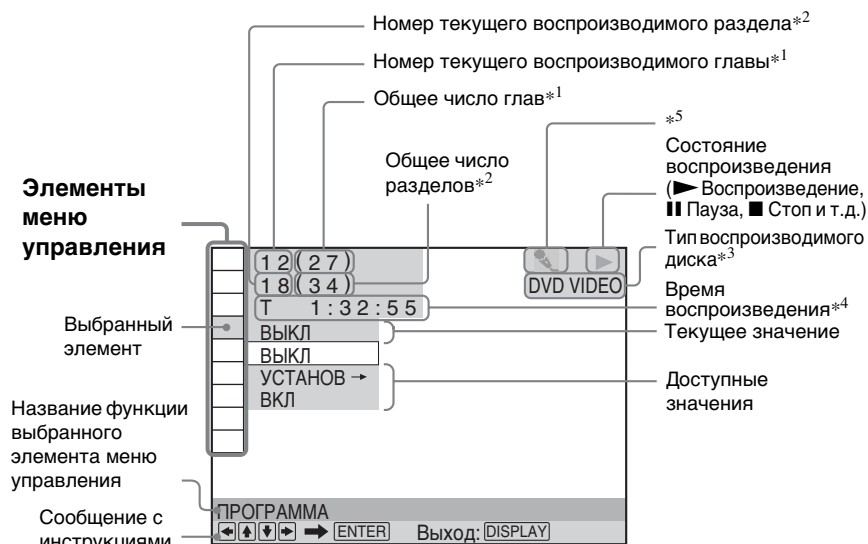 Номер текущего воспроизводимого раздела*2
Номер текущего воспроизводимого главы*1
Общее число глав*1
*5
Состояние
воспроизведения
(► Воспроизведение,
❚❚ Пауза, ■ Стоп и т.д.)
Общее число
разделов*2
Тип воспроизводимого
диска*3
Время
воспроизведения*4
Текущее значение
Доступные
значения
Элементы
меню
управления
Выбранный
элемент
Название функции
выбранного
элемента меню
управления
Сообщение с
инструкциями
12(27)
18(34)
T 1:32:55
DVD VIDEO
ВЫКЛ
ВЫКЛ
УСТАНОВ →
ВКЛ
ПРОГРАММА
←↑↓→ ➡ ENTER Выход: DISPLAY